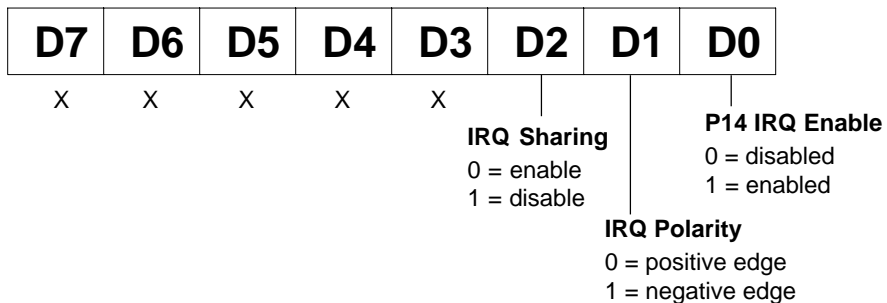 D7 D6 D5 D4 D3 D2 D1 D0
X X X X X
IRQ Sharing
0 = enable
1 = disable
P14 IRQ Enable
0 = disabled
1 = enabled
IRQ Polarity
0 = positive edge
1 = negative edge